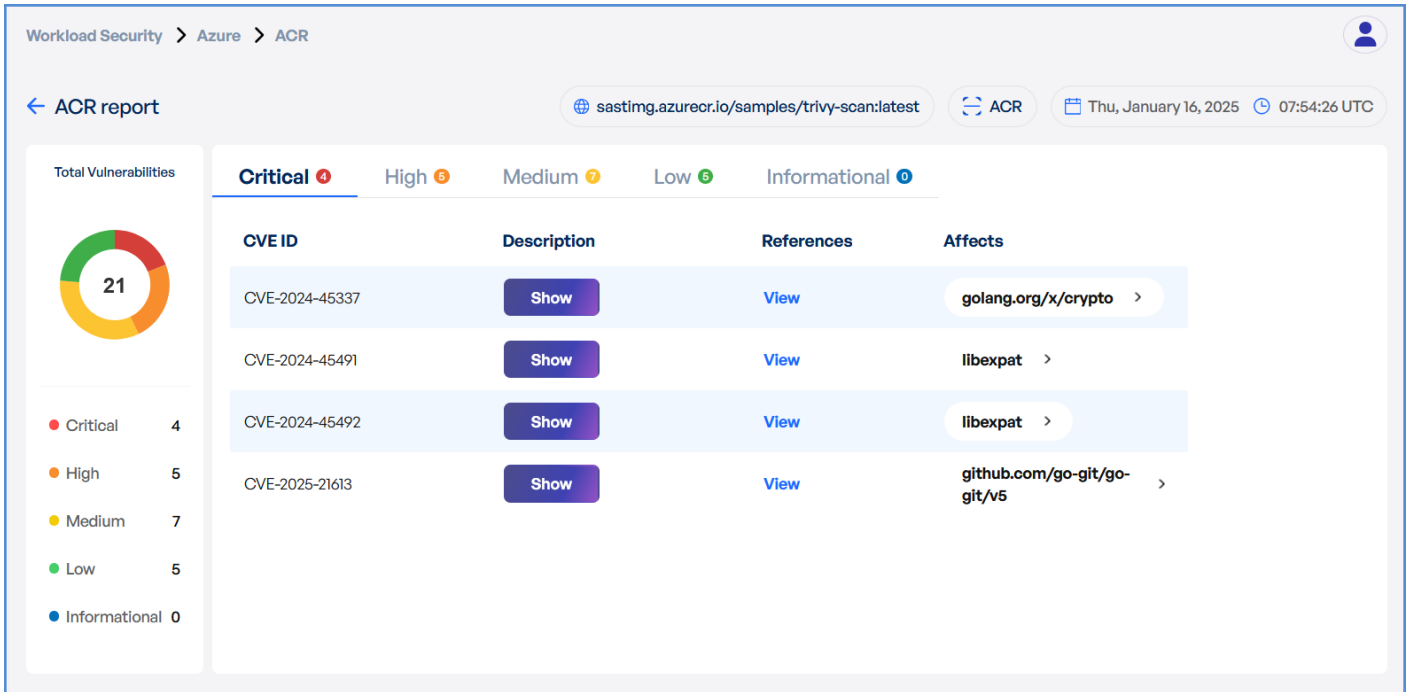 Workload Security > Azure > ACR
← ACR report
sastimg.azurecr.io/samples/trivy-scan:latest
ACR
Thu, January 16, 2025 07:54:26 UTC
Total Vulnerabilities
21
Critical 4
High 5
Medium 7
Low 5
Informational 0
Critical 4 High 5 Medium 7 Low 5 Informational 0
CVE ID Description References Affects
CVE-2024-45337 Show View golang.org/x/crypto >
CVE-2024-45491 Show View libexpat >
CVE-2024-45492 Show View libexpat >
CVE-2025-21613 Show View github.com/go-git/go-
git/v5 >